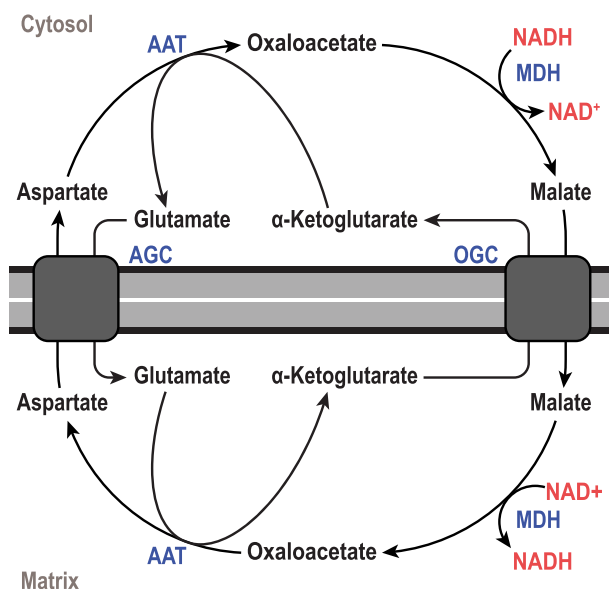 Cytosol
AAT
Oxaloacetate
NADH
MDH
NAD⁺
Aspartate
Malate
Glutamate
α-Ketoglutarate
AGC
OGC
Glutamate
α-Ketoglutarate
Aspartate
Malate
NAD+
MDH
AAT
Oxaloacetate
NADH
Matrix